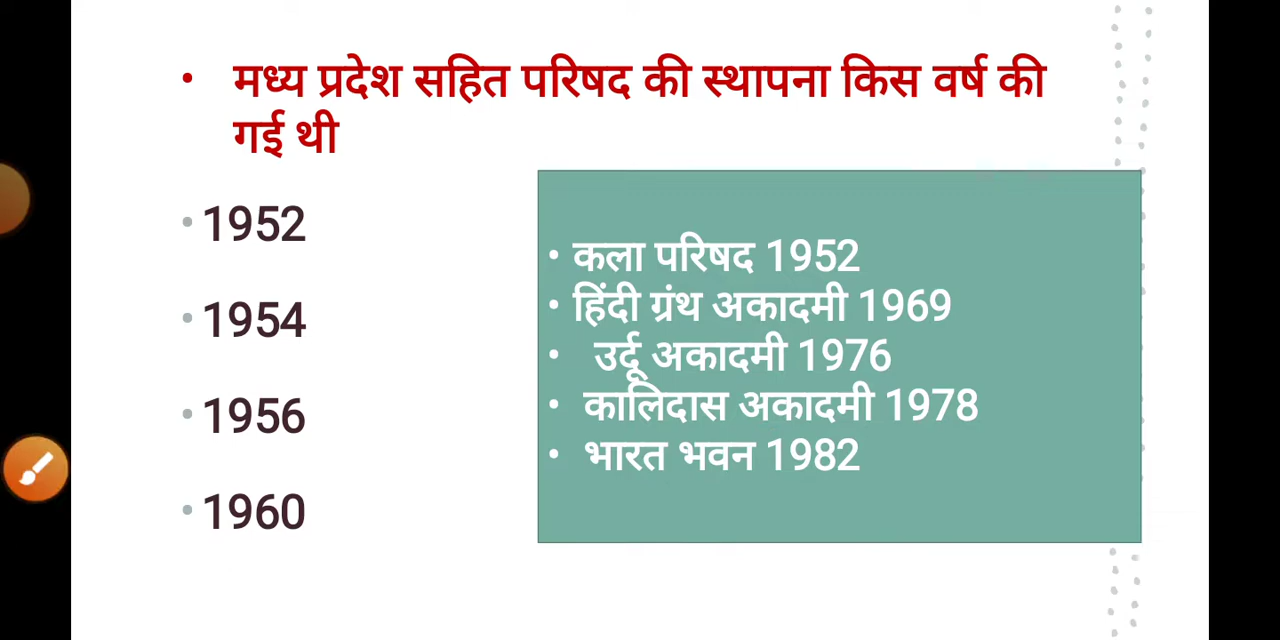 • मध्य प्रदेश सहित परिषद की स्थापना किस वर्ष की
गई थी
• 1952
• 1954
• 1956
• 1960
• कला परिषद 1952
• हिंदी ग्रंथ अकादमी 1969
• उर्दू अकादमी 1976
• कालिदास अकादमी 1978
• भारत भवन 1982